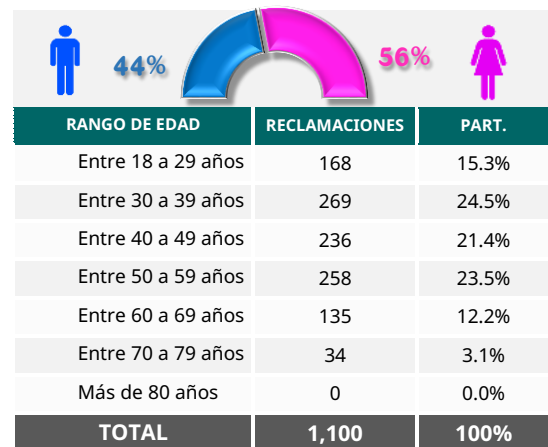 44% 56%
RANGO DE EDAD RECLAMACIONES PART.
Entre 18 a 29 años 168 15.3%
Entre 30 a 39 años 269 24.5%
Entre 40 a 49 años 236 21.4%
Entre 50 a 59 años 258 23.5%
Entre 60 a 69 años 135 12.2%
Entre 70 a 79 años 34 3.1%
Más de 80 años 0 0.0%
TOTAL 1,100 100%